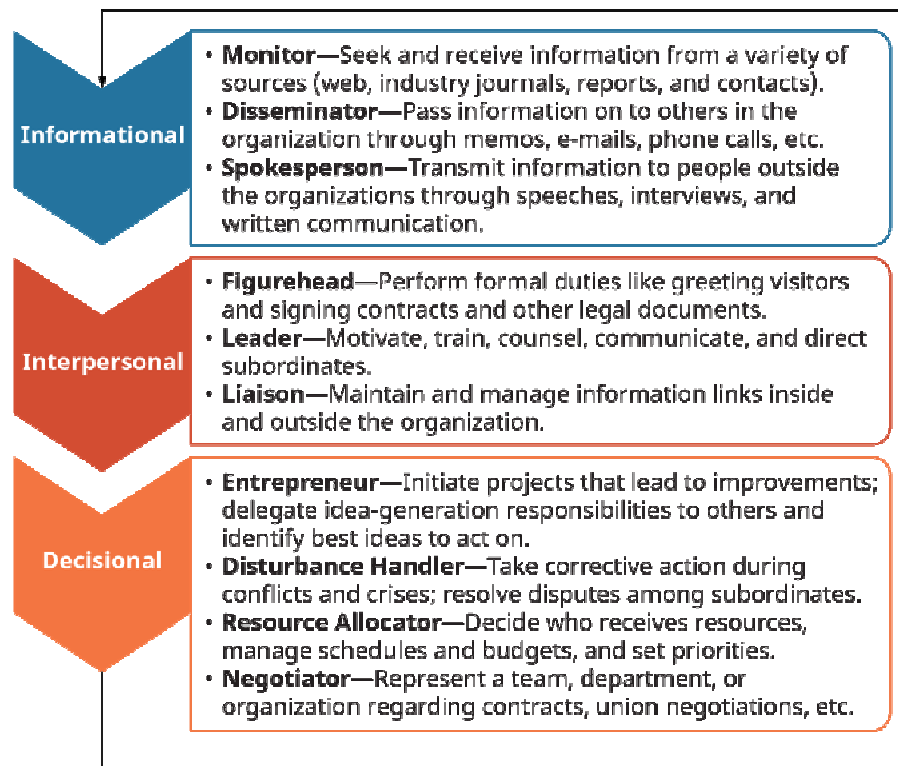 Informational
• Monitor—Seek and receive information from a variety of
sources (web, industry journals, reports, and contacts).
• Disseminator—Pass information on to others in the
organization through memos, e-mails, phone calls, etc.
• Spokesperson—Transmit information to people outside
the organizations through speeches, interviews, and
written communication.
Interpersonal
• Figurehead—Perform formal duties like greeting visitors
and signing contracts and other legal documents.
• Leader—Motivate, train, counsel, communicate, and direct
subordinates.
• Liaison—Maintain and manage information links inside
and outside the organization.
Decisional
• Entrepreneur—Initiate projects that lead to improvements;
delegate idea-generation responsibilities to others and
identify best ideas to act on.
• Disturbance Handler—Take corrective action during
conflicts and crises; resolve disputes among subordinates.
• Resource Allocator—Decide who receives resources,
manage schedules and budgets, and set priorities.
• Negotiator—Represent a team, department, or
organization regarding contracts, union negotiations, etc.